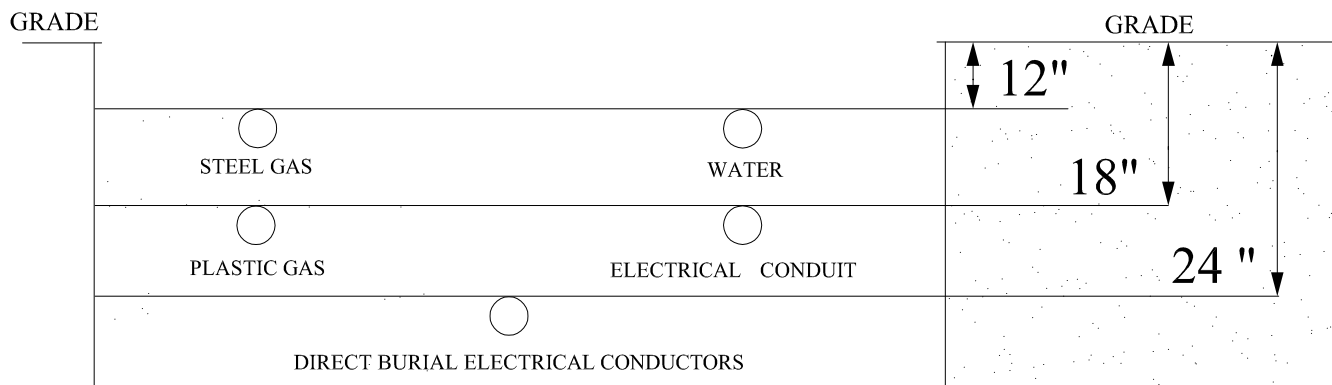 GRADE
GRADE
12"
STEEL GAS
WATER
18"
PLASTIC GAS
ELECTRICAL CONDUIT
24 "
DIRECT BURIAL ELECTRICAL CONDUCTORS